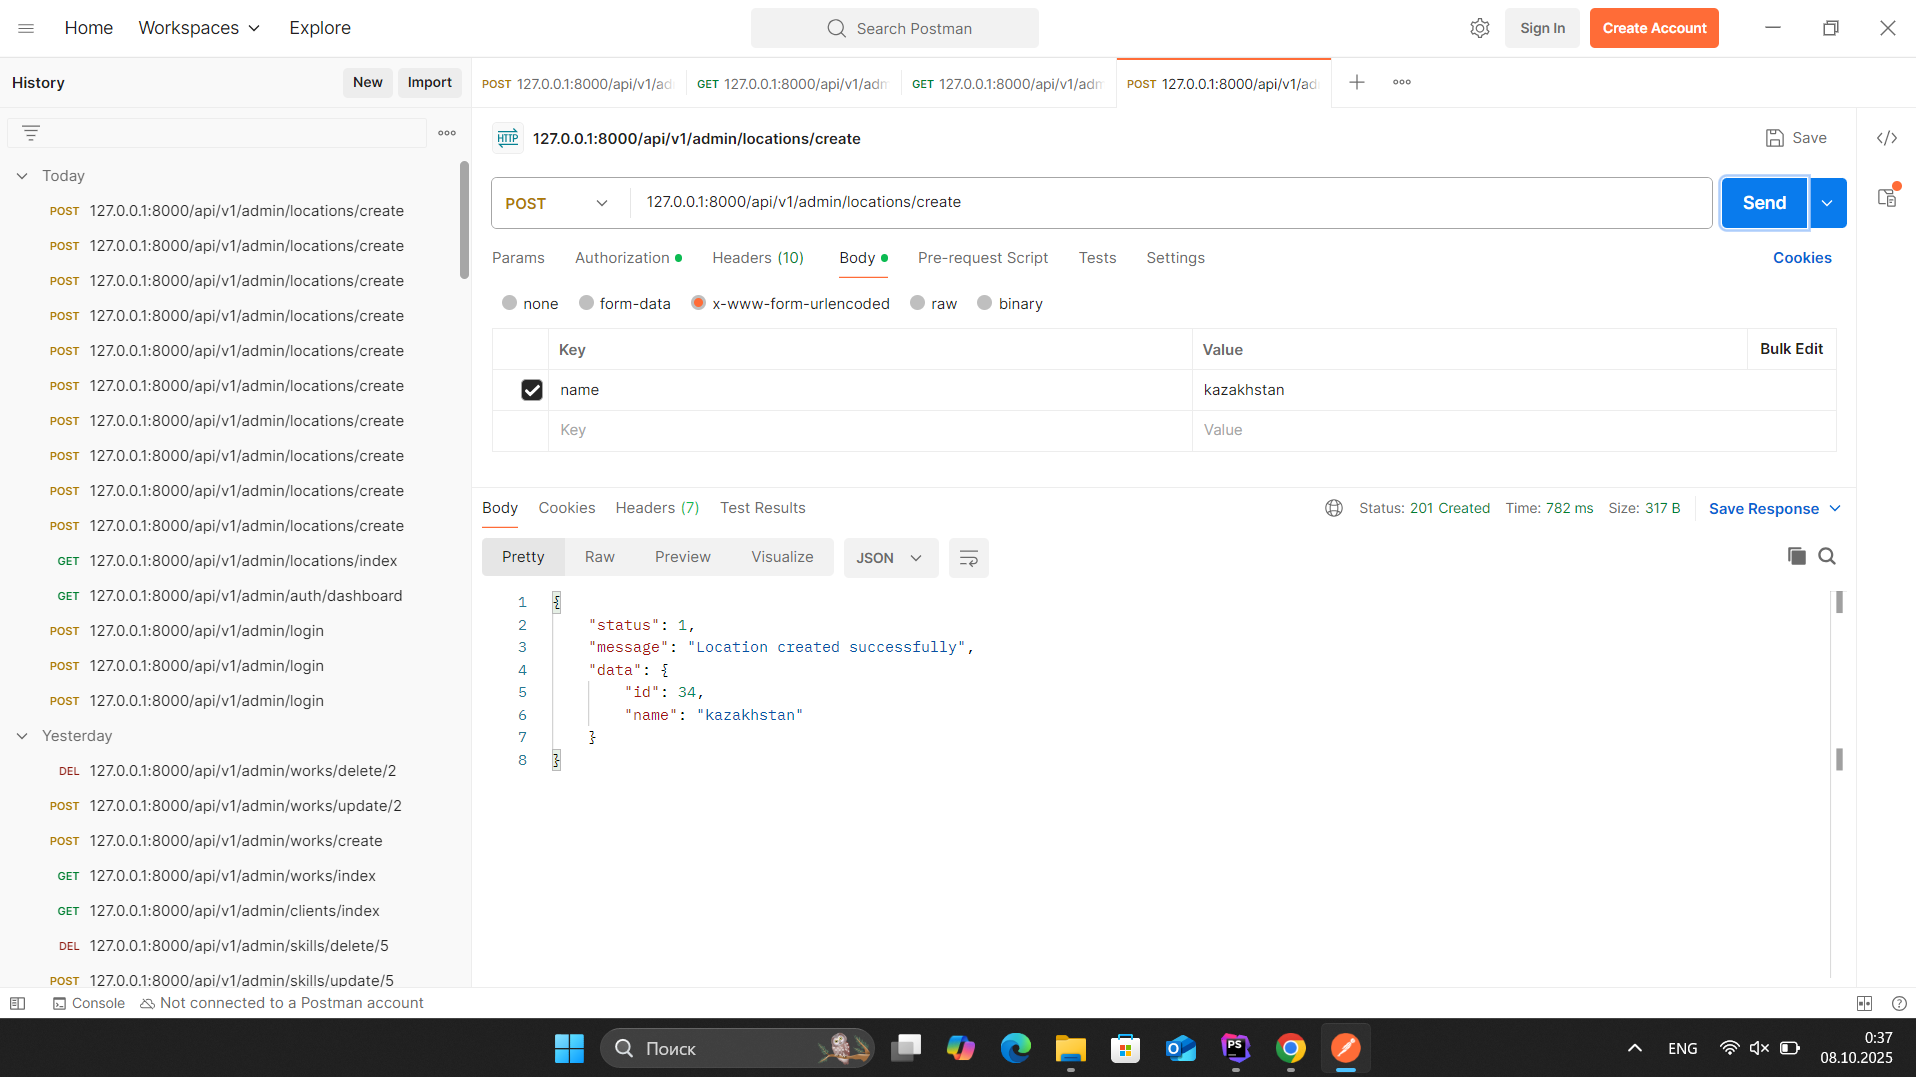 Home
Workspaces
Explore
Search Postman
Sign In
Create Account
History
New
Import
POST 127.0.0.1:8000/api/v1/ad
GET 127.0.0.1:8000/api/v1/adm
GET 127.0.0.1:8000/api/v1/adm
POST 127.0.0.1:8000/api/v1/ad
HTTP 127.0.0.1:8000/api/v1/admin/locations/create
Save
Today
POST 127.0.0.1:8000/api/v1/admin/locations/create
POST 127.0.0.1:8000/api/v1/admin/locations/create
POST 127.0.0.1:8000/api/v1/admin/locations/create
POST 127.0.0.1:8000/api/v1/admin/locations/create
POST 127.0.0.1:8000/api/v1/admin/locations/create
POST 127.0.0.1:8000/api/v1/admin/locations/create
POST 127.0.0.1:8000/api/v1/admin/locations/create
POST 127.0.0.1:8000/api/v1/admin/locations/create
POST 127.0.0.1:8000/api/v1/admin/locations/create
POST 127.0.0.1:8000/api/v1/admin/locations/create
GET 127.0.0.1:8000/api/v1/admin/locations/index
GET 127.0.0.1:8000/api/v1/admin/auth/dashboard
POST 127.0.0.1:8000/api/v1/admin/login
POST 127.0.0.1:8000/api/v1/admin/login
POST 127.0.0.1:8000/api/v1/admin/login
Yesterday
DEL 127.0.0.1:8000/api/v1/admin/works/delete/2
POST 127.0.0.1:8000/api/v1/admin/works/update/2
POST 127.0.0.1:8000/api/v1/admin/works/create
GET 127.0.0.1:8000/api/v1/admin/works/index
GET 127.0.0.1:8000/api/v1/admin/clients/index
DEL 127.0.0.1:8000/api/v1/admin/skills/delete/5
POST 127.0.0.1:8000/api/v1/admin/skills/update/5
POST
127.0.0.1:8000/api/v1/admin/locations/create
Send
Params
Authorization
Headers (10)
Body
Pre-request Script
Tests
Settings
Cookies
none
form-data
x-www-form-urlencoded
raw
binary
Key
Value
Bulk Edit
name
kazakhstan
Key
Value
Body
Cookies
Headers (7)
Test Results
Status: 201 Created
Time: 782 ms
Size: 317 B
Save Response
Pretty
Raw
Preview
Visualize
JSON
1 {
2 "status": 1,
3 "message": "Location created successfully",
4 "data": {
5 "id": 34,
6 "name": "kazakhstan"
7 }
8 }
Console
Not connected to a Postman account
Поиск
PS
ENG
0:37
08.10.2025